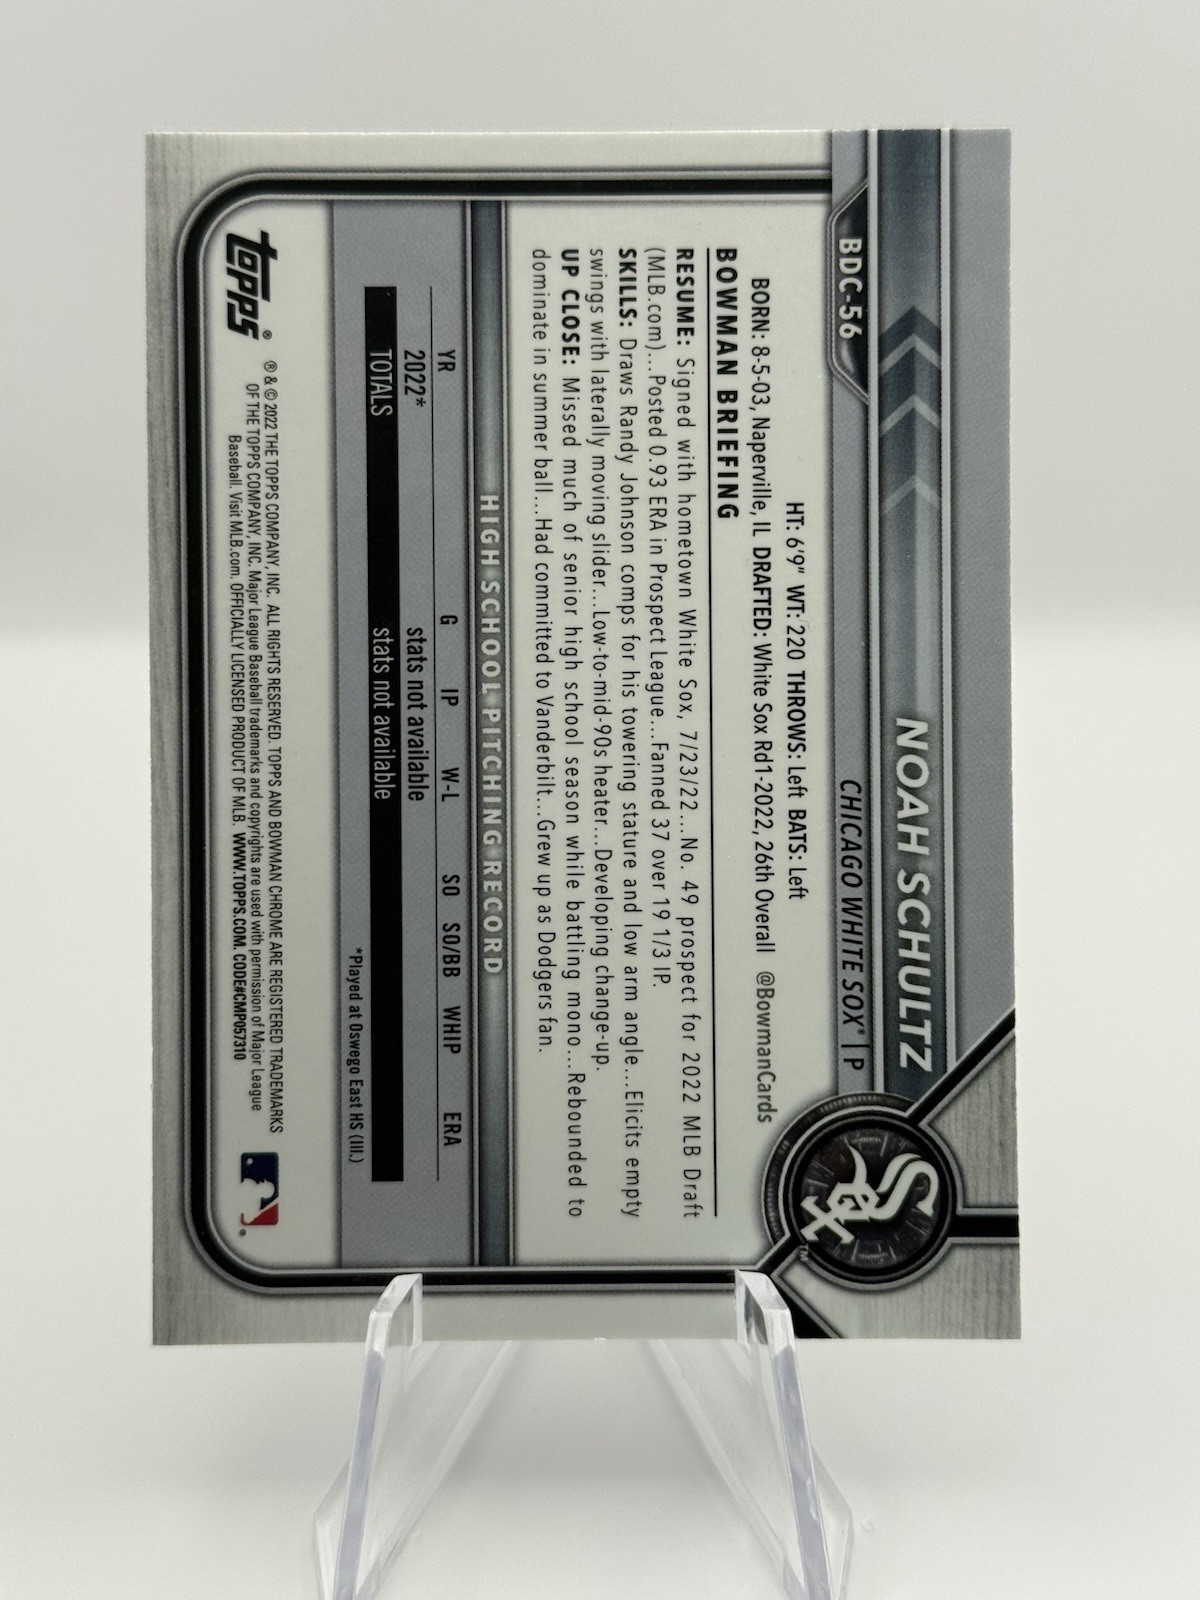 BDC-56
NOAH SCHULTZ
CHICAGO WHITE SOX® | P
Sox
TM
HT: 6'9" WT: 220 THROWS: Left BATS: Left
BORN: 8-5-03, Naperville, IL DRAFTED: White Sox Rd1-2022, 26th Overall @BowmanCards
BOWMAN BRIEFING
RESUME: Signed with hometown White Sox, 7/23/22...No. 49 prospect for 2022 MLB Draft
(MLB.com)...Posted 0.93 ERA in Prospect League...Fanned 37 over 19 1/3 IP.
SKILLS: Draws Randy Johnson comps for his towering stature and low arm angle...Elicits empty
swings with laterally moving slider...Low-to-mid-90s heater...Developing change-up.
UP CLOSE: Missed much of senior high school season while battling mono...Rebounded to
dominate in summer ball...Had committed to Vanderbilt...Grew up as Dodgers fan.
HIGH SCHOOL PITCHING RECORD
YR G IP W-L SO SO/BB WHIP ERA
2022* stats not available
TOTALS stats not available
*Played at Oswego East HS (Ill.)
topps®
® & © 2022 THE TOPPS COMPANY, INC. ALL RIGHTS RESERVED. TOPPS AND BOWMAN CHROME ARE REGISTERED TRADEMARKS
OF THE TOPPS COMPANY, INC. Major League Baseball trademarks and copyrights are used with permission of Major League
Baseball. Visit MLB.com. OFFICIALLY LICENSED PRODUCT OF MLB. WWW.TOPPS.COM. CODE#CMP057310
®